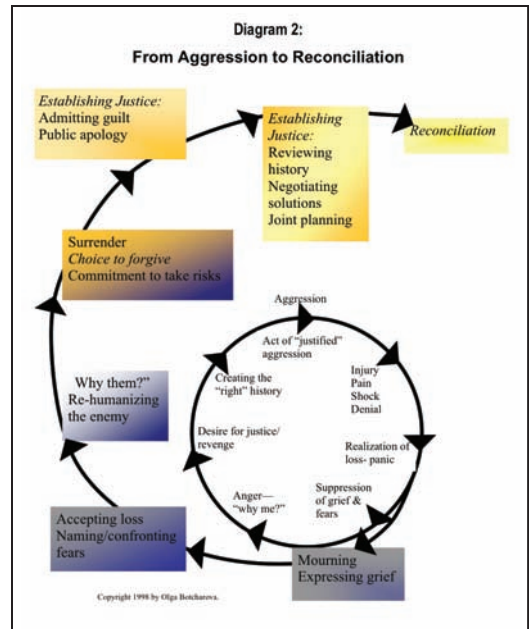 Diagram 2:
From Aggression to Reconciliation
Establishing Justice:
Admitting guilt
Public apology
Establishing
Justice:
Reviewing
history
Negotiating
solutions
Joint planning
Reconciliation
Surrender
Choice to forgive
Commitment to take risks
Why them?"
Re-humanizing
the enemy
Accepting loss
Naming/confronting
fears
Mourning
Expressing grief
Aggression
Act of "justified"
aggression
Injury
Pain
Shock
Denial
Realization of
loss- panic
Suppression
of grief &
fears
Anger—
"why me?"
Desire for justice/
revenge
Creating the
"right" history
Copyright 1998 by Olga Botcharova.